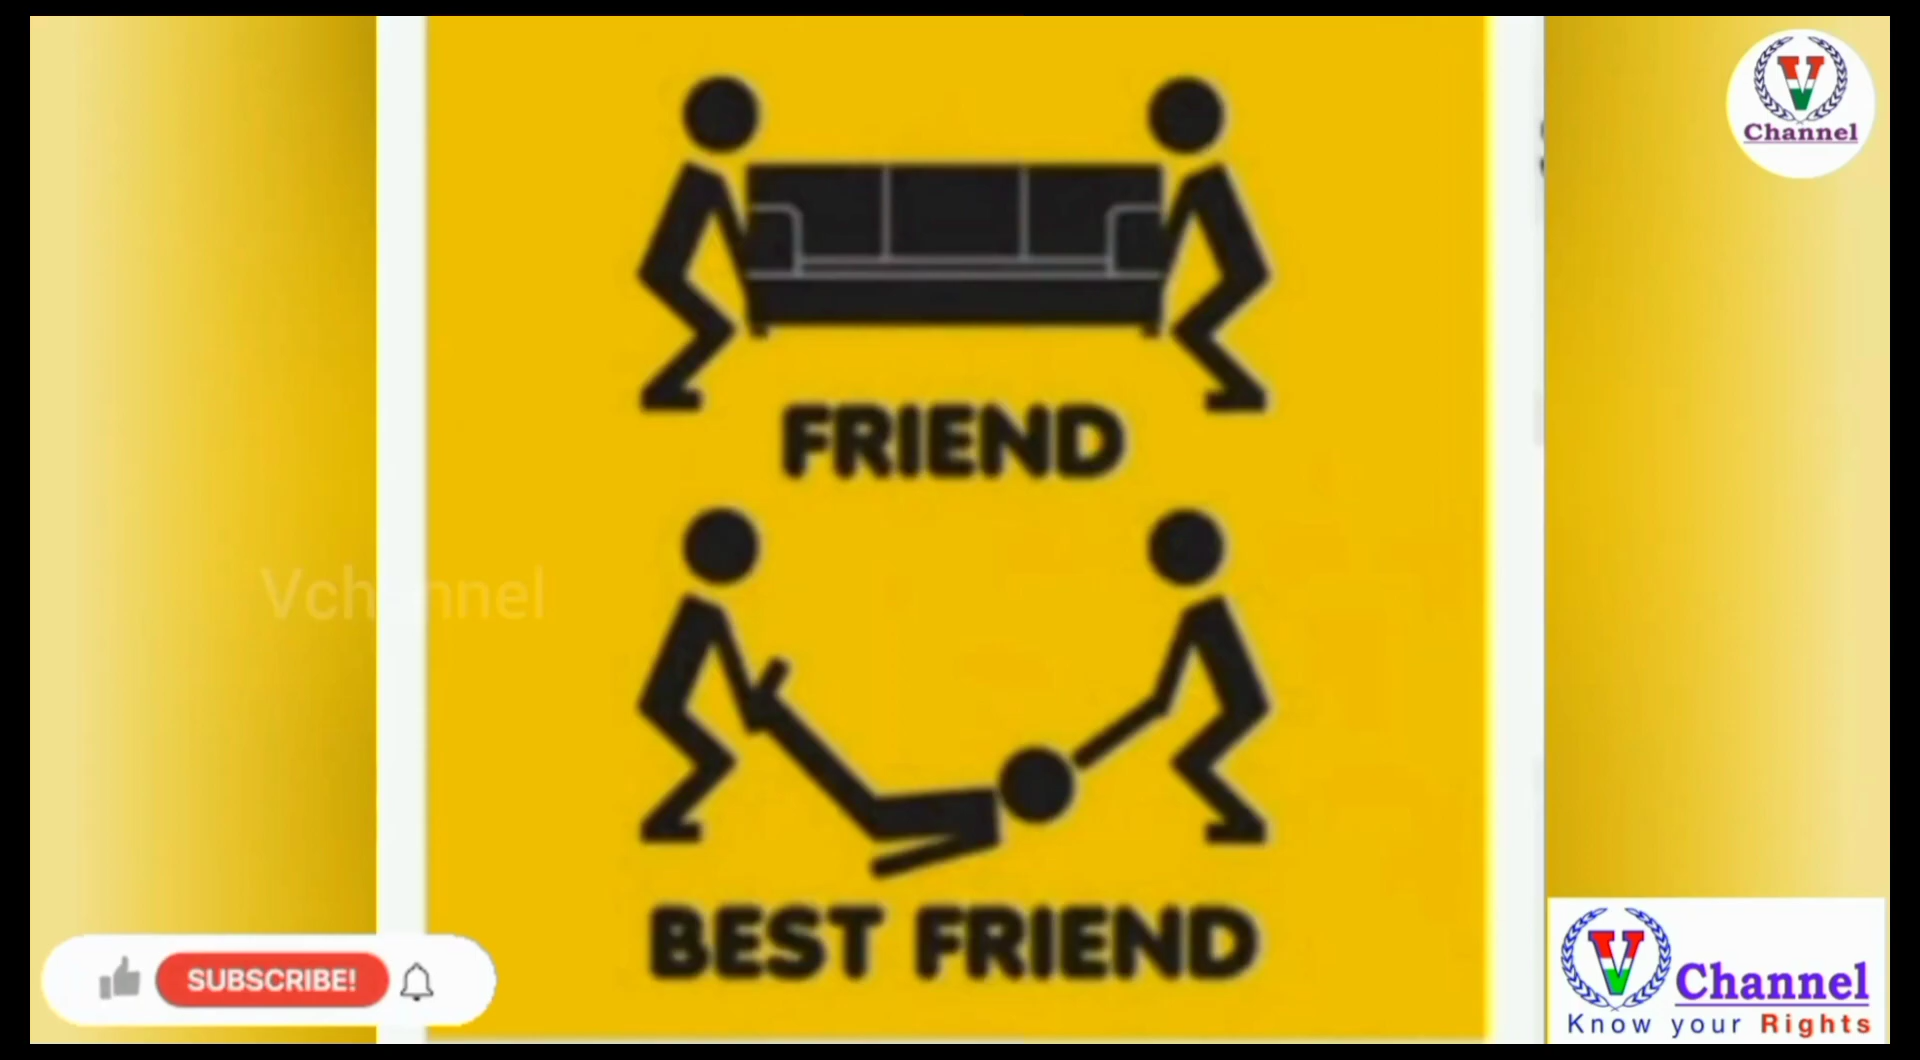 V
Channel
FRIEND
Vchannel
BEST FRIEND
SUBSCRIBE!
V Channel
Know your Rights